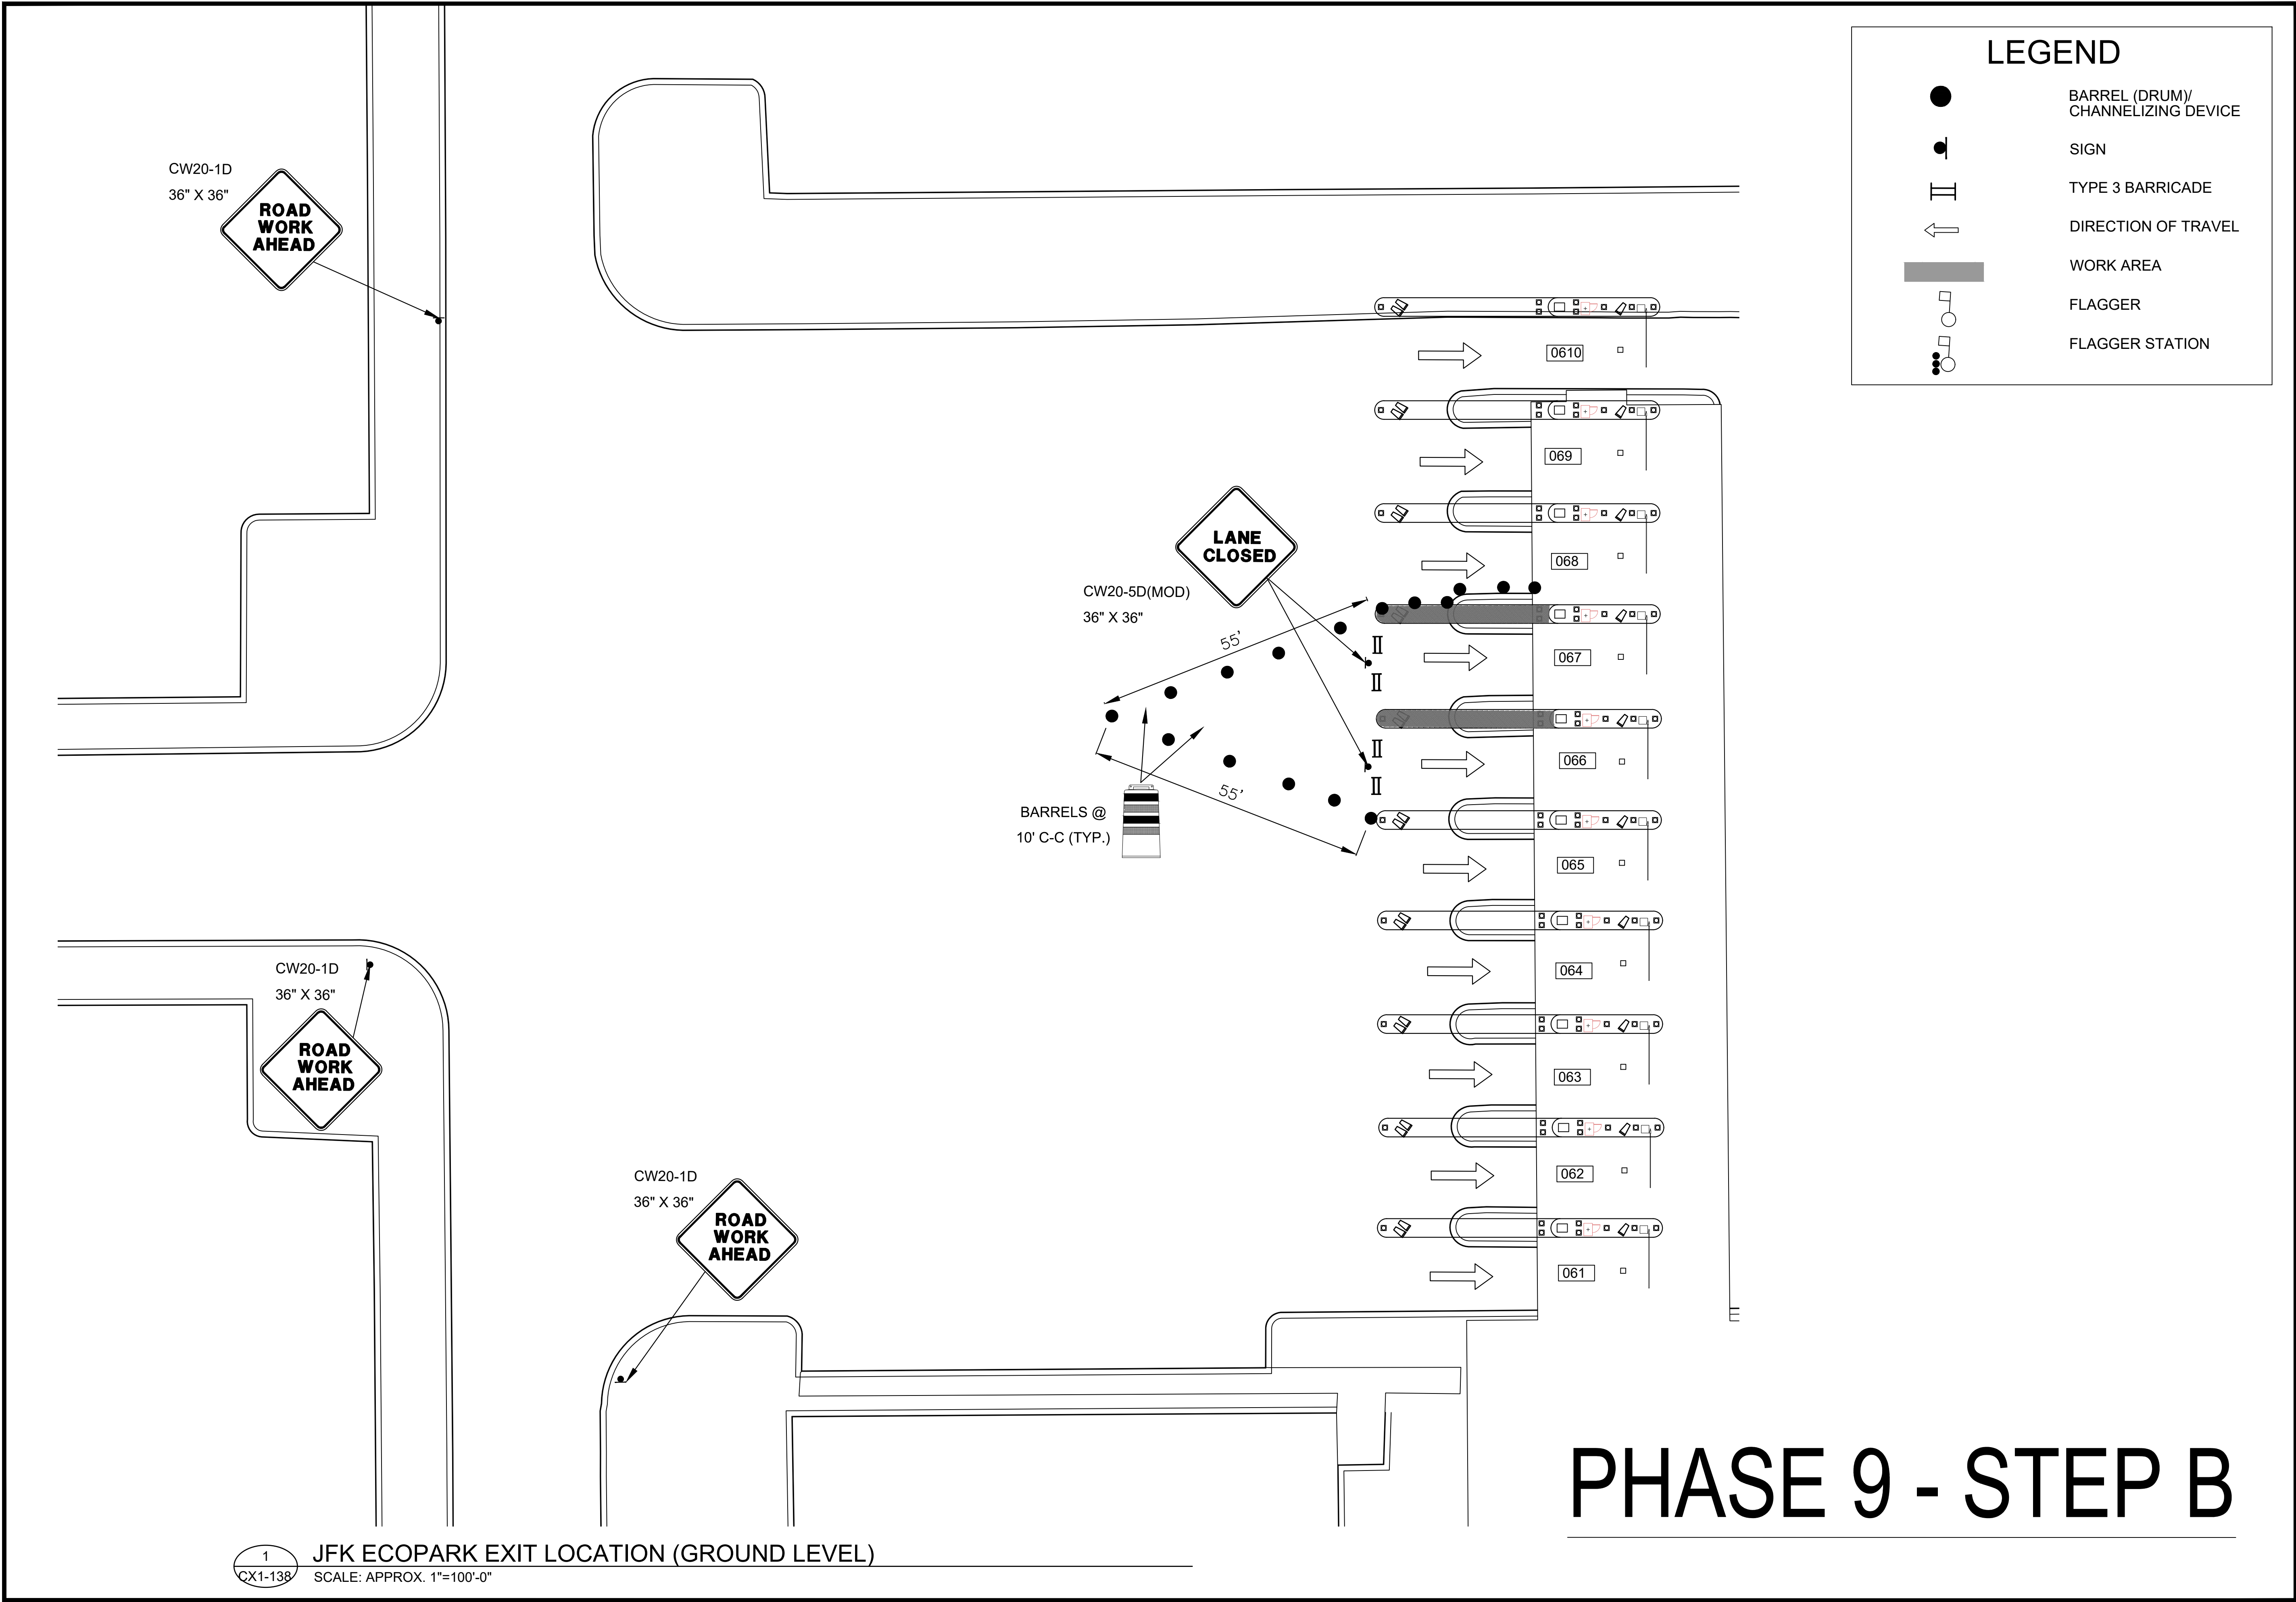 LEGEND
BARREL (DRUM)/
CHANNELIZING DEVICE
SIGN
TYPE 3 BARRICADE
DIRECTION OF TRAVEL
WORK AREA
FLAGGER
FLAGGER STATION
CW20-1D
36" X 36"
ROAD
WORK
AHEAD
0610
069
LANE
CLOSED
068
CW20-5D(MOD)
36" X 36"
55'
067
066
55'
BARRELS @
10' C-C (TYP.)
065
CW20-1D
36" X 36"
ROAD
WORK
AHEAD
064
063
CW20-1D
36" X 36"
ROAD
WORK
AHEAD
062
061
PHASE 9 - STEP B
1
CX1-138
JFK ECOPARK EXIT LOCATION (GROUND LEVEL)
SCALE: APPROX. 1"=100'-0"